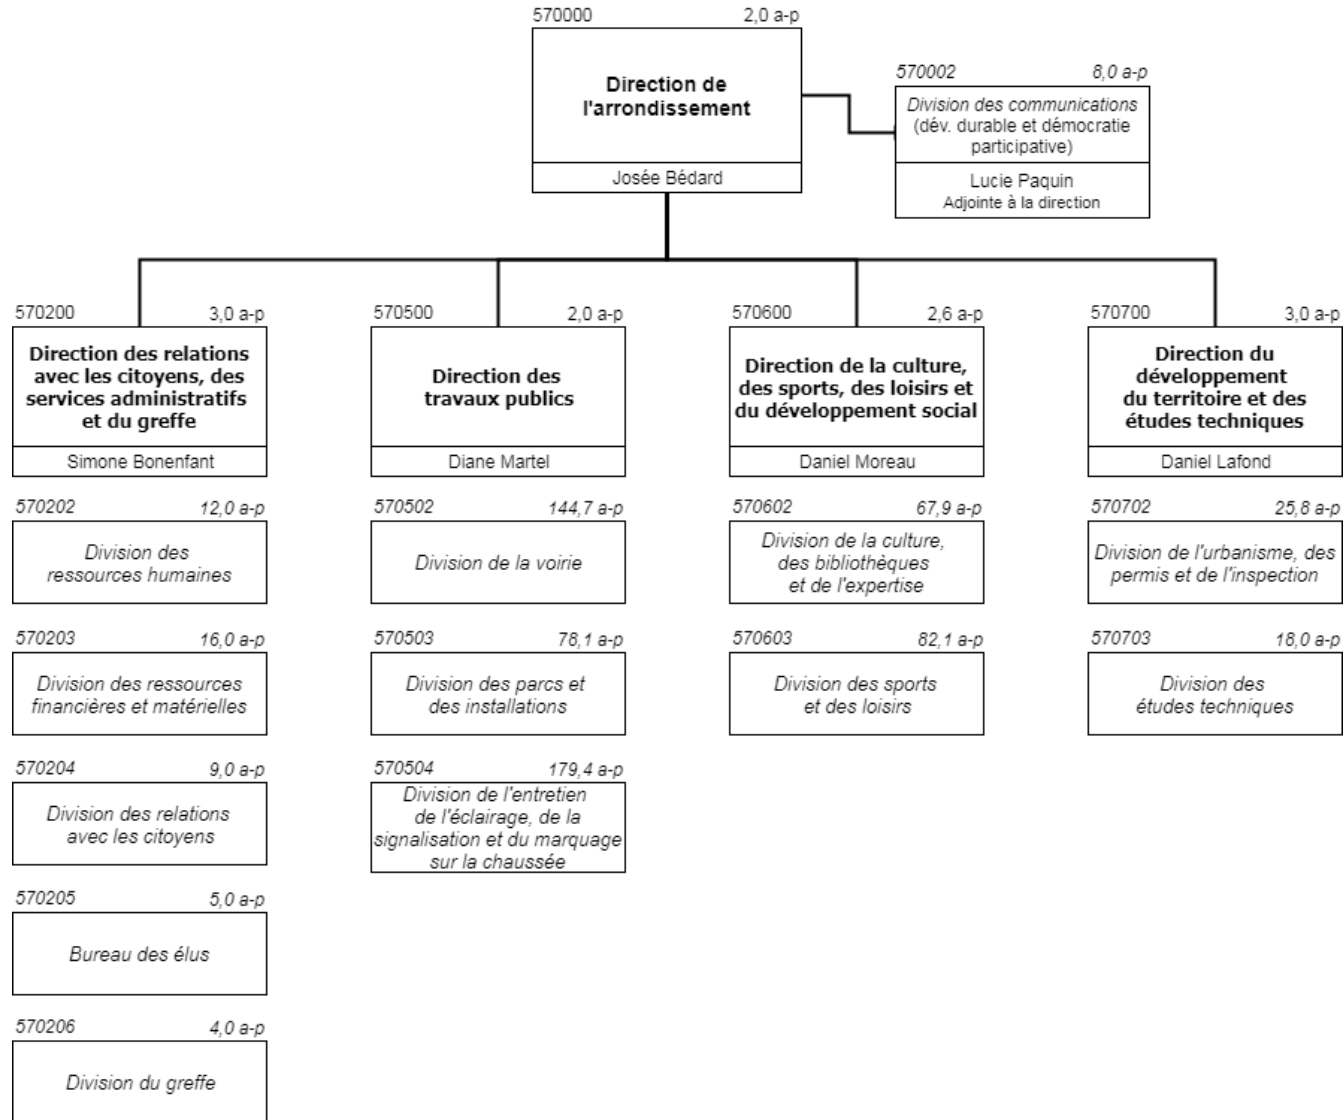 570000 2,0 a-p
Direction de
l'arrondissement
Josée Bédard
570002 8,0 a-p
Division des communications
(dév. durable et démocratie
participative)
Lucie Paquin
Adjointe à la direction
570200 3,0 a-p
Direction des relations
avec les citoyens, des
services administratifs
et du greffe
Simone Bonenfant
570202 12,0 a-p
Division des
ressources humaines
570203 16,0 a-p
Division des ressources
financières et matérielles
570204 9,0 a-p
Division des relations
avec les citoyens
570205 5,0 a-p
Bureau des élus
570206 4,0 a-p
Division du greffe
570500 2,0 a-p
Direction des
travaux publics
Diane Martel
570502 144,7 a-p
Division de la voirie
570503 78,1 a-p
Division des parcs et
des installations
570504 179,4 a-p
Division de l'entretien
de l'éclairage, de la
signalisation et du marquage
sur la chaussée
570600 2,6 a-p
Direction de la culture,
des sports, des loisirs et
du développement social
Daniel Moreau
570602 67,9 a-p
Division de la culture,
des bibliothèques
et de l'expertise
570603 82,1 a-p
Division des sports
et des loisirs
570700 3,0 a-p
Direction du
développement
du territoire et des
études techniques
Daniel Lafond
570702 25,8 a-p
Division de l'urbanisme, des
permis et de l'inspection
570703 18,0 a-p
Division des
études techniques